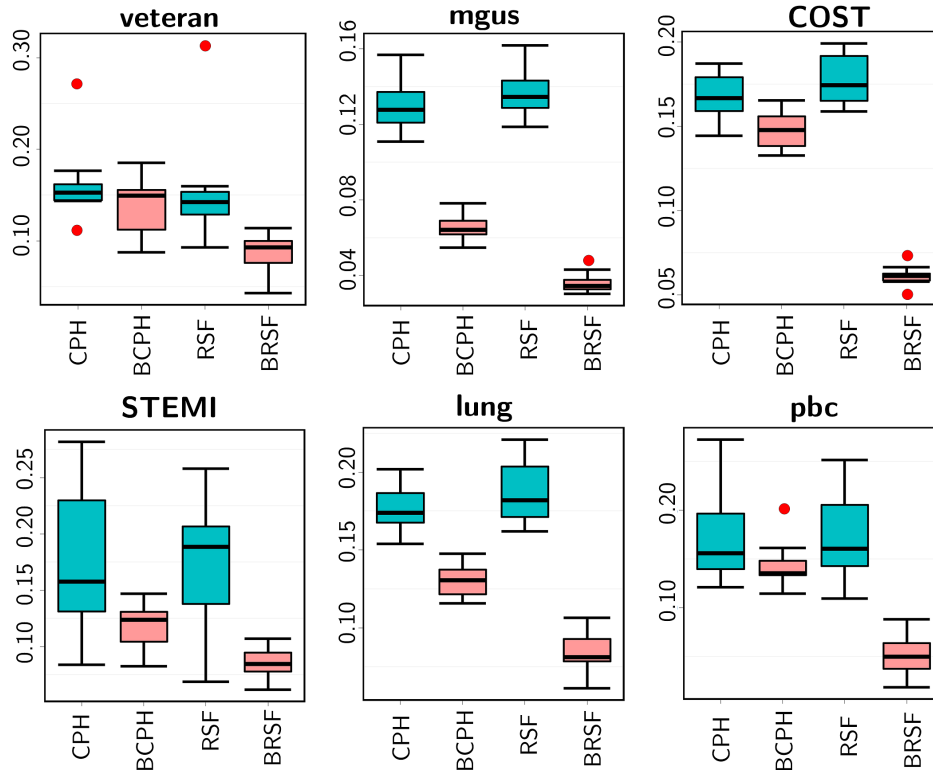 veteran
mgus
COST
0.30
0.20
0.10
0.16
0.12
0.08
0.04
0.20
0.15
0.10
0.05
CPH
BCPH
RSF
BRSF
CPH
BCPH
RSF
BRSF
CPH
BCPH
RSF
BRSF
STEMI
lung
pbc
0.25
0.20
0.15
0.10
0.20
0.15
0.10
0.20
0.10
CPH
BCPH
RSF
BRSF
CPH
BCPH
RSF
BRSF
CPH
BCPH
RSF
BRSF